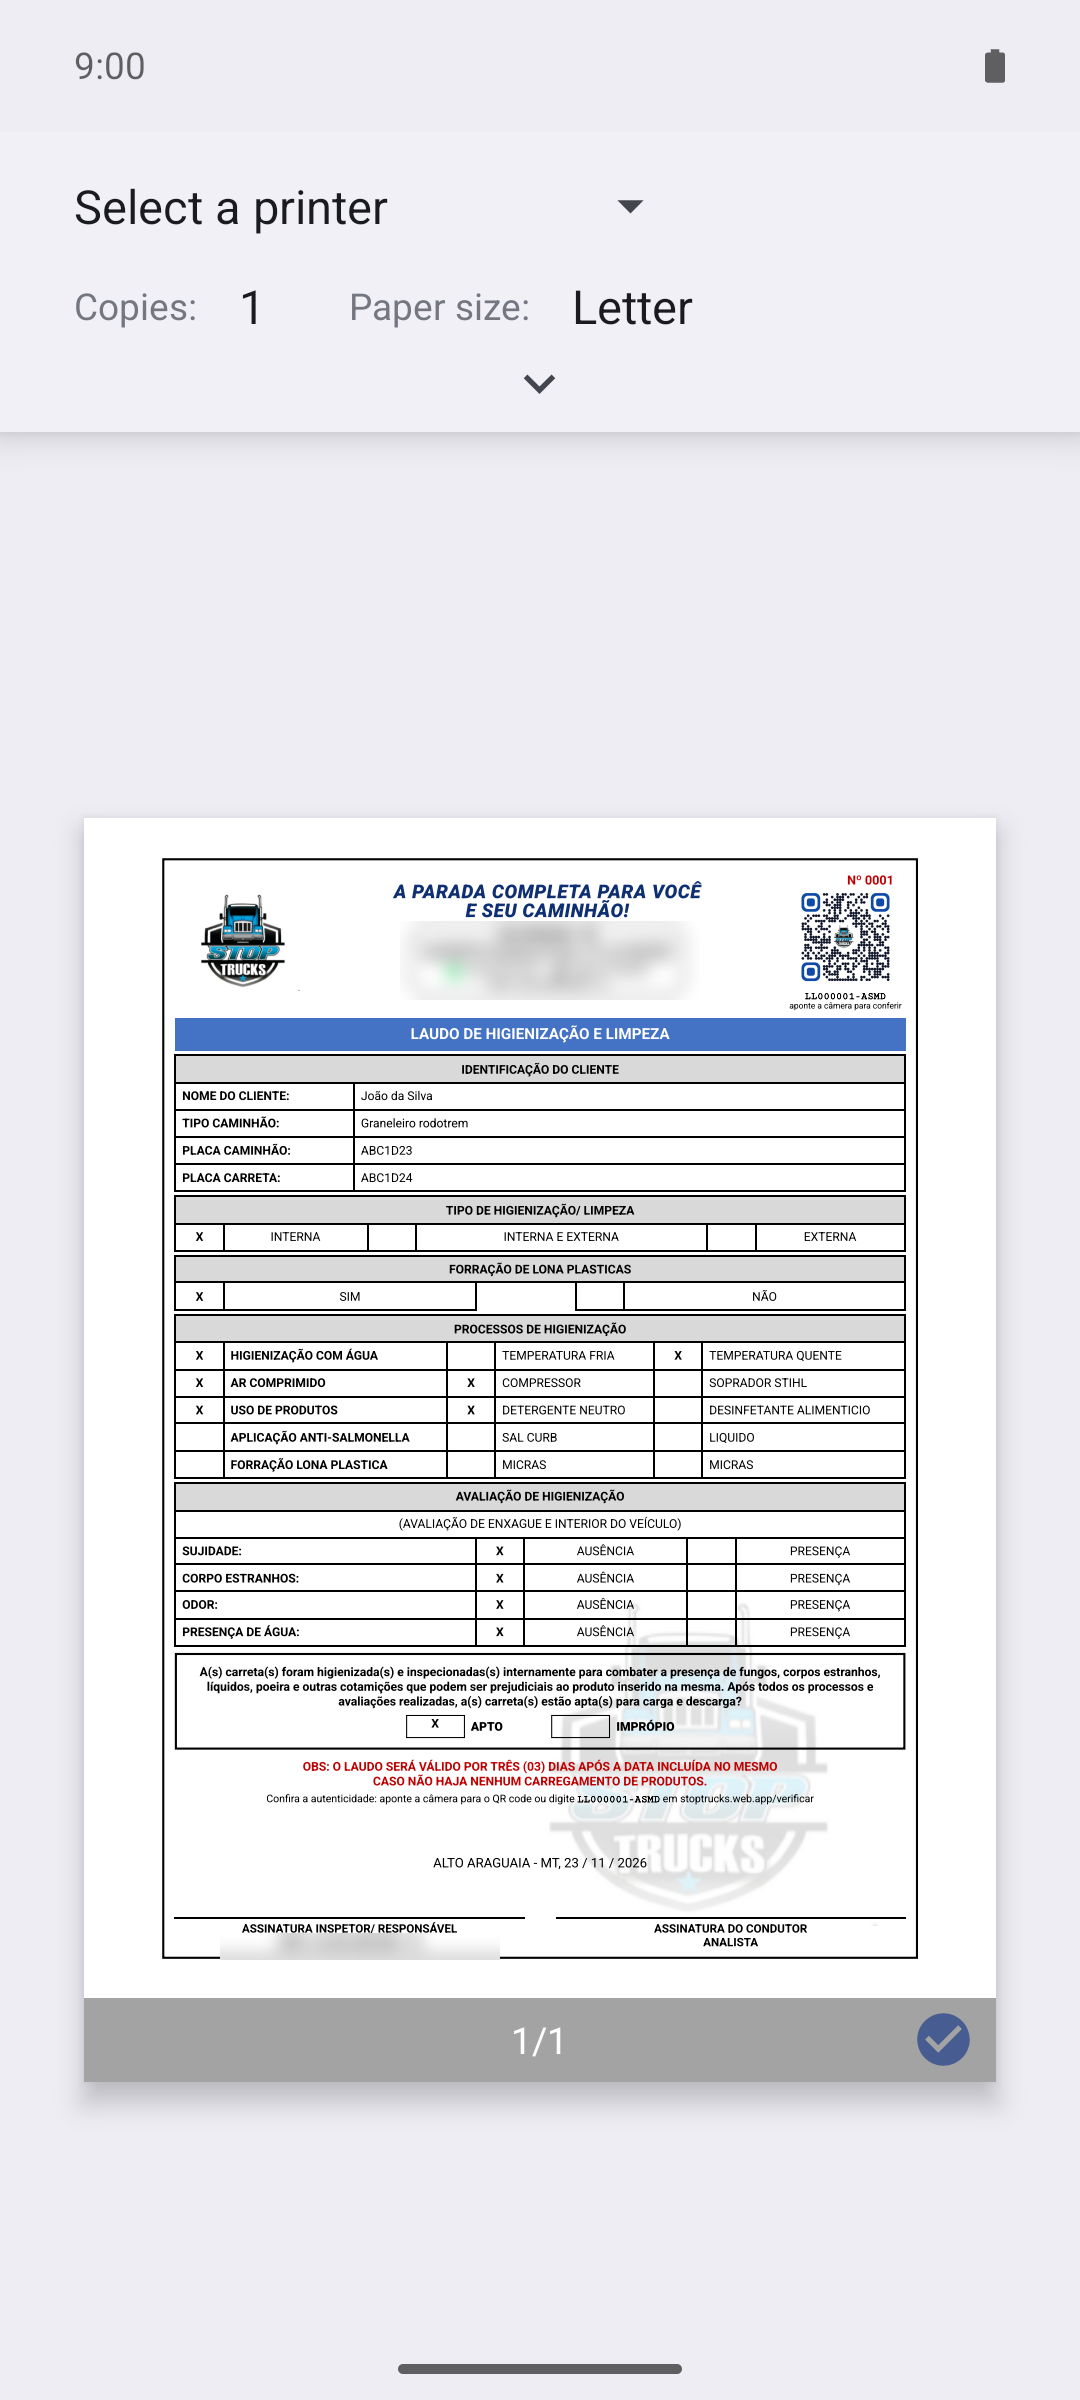 9:00
Select a printer
Copies: 1 Paper size: Letter
Nº 0001
A PARADA COMPLETA PARA VOCÊ
E SEU CAMINHÃO!
STOP
TRUCKS
LL000001-ASMD
aponte a câmera para conferir
LAUDO DE HIGIENIZAÇÃO E LIMPEZA
IDENTIFICAÇÃO DO CLIENTE
NOME DO CLIENTE: João da Silva
TIPO CAMINHÃO: Graneleiro rodotrem
PLACA CAMINHÃO: ABC1D23
PLACA CARRETA: ABC1D24
TIPO DE HIGIENIZAÇÃO/ LIMPEZA
X INTERNA INTERNA E EXTERNA EXTERNA
FORRAÇÃO DE LONA PLASTICAS
X SIM NÃO
PROCESSOS DE HIGIENIZAÇÃO
X HIGIENIZAÇÃO COM ÁGUA TEMPERATURA FRIA X TEMPERATURA QUENTE
X AR COMPRIMIDO X COMPRESSOR SOPRADOR STIHL
X USO DE PRODUTOS X DETERGENTE NEUTRO DESINFETANTE ALIMENTICIO
APLICAÇÃO ANTI-SALMONELLA SAL CURB LIQUIDO
FORRAÇÃO LONA PLASTICA MICRAS MICRAS
AVALIAÇÃO DE HIGIENIZAÇÃO
(AVALIAÇÃO DE ENXAGUE E INTERIOR DO VEÍCULO)
SUJIDADE: X AUSÊNCIA PRESENÇA
CORPO ESTRANHOS: X AUSÊNCIA PRESENÇA
ODOR: X AUSÊNCIA PRESENÇA
PRESENÇA DE ÁGUA: X AUSÊNCIA PRESENÇA
A(s) carreta(s) foram higienizada(s) e inspecionadas(s) internamente para combater a presença de fungos, corpos estranhos,
líquidos, poeira e outras cotamições que podem ser prejudiciais ao produto inserido na mesma. Após todos os processos e
avaliações realizadas, a(s) carreta(s) estão apta(s) para carga e descarga?
X APTO IMPRÓPIO
OBS: O LAUDO SERÁ VÁLIDO POR TRÊS (03) DIAS APÓS A DATA INCLUÍDA NO MESMO
CASO NÃO HAJA NENHUM CARREGAMENTO DE PRODUTOS.
Confira a autenticidade: aponte a câmera para o QR code ou digite LL000001-ASMD em stoptrucks.web.app/verificar
STOP
TRUCKS
ALTO ARAGUAIA - MT, 23 / 11 / 2026
ASSINATURA INSPETOR/ RESPONSÁVEL ASSINATURA DO CONDUTOR
ANALISTA
1/1